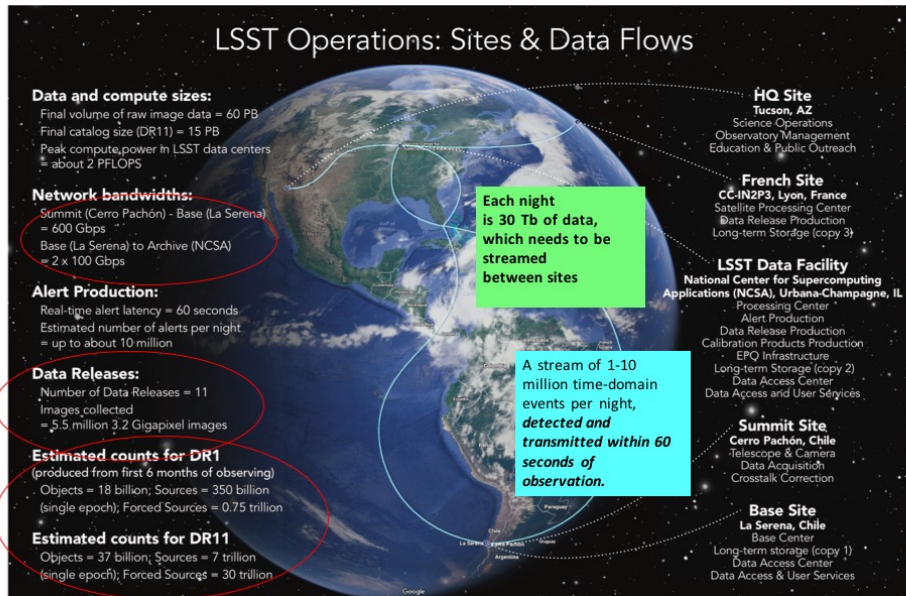 LSST Operations: Sites & Data Flows
Data and compute sizes:
Final volume of raw image data = 60 PB
Final catalog size (DR11) = 15 PB
Peak compute power in LSST data centers
= about 2 PFLOPS
Network bandwidths:
Summit (Cerro Pachón) - Base (La Serena)
= 600 Gbps
Base (La Serena) to Archive (NCSA)
= 2 x 100 Gbps
Alert Production:
Real-time alert latency = 60 seconds
Estimated number of alerts per night
= up to about 10 million
Data Releases:
Number of Data Releases = 11
Images collected
= 5.5 million 3.2 Gigapixel images
Estimated counts for DR1
(produced from first 6 months of observing)
Objects = 18 billion; Sources = 350 billion
(single epoch); Forced Sources = 0.75 trillion
Estimated counts for DR11
Objects = 37 billion; Sources = 7 trillion
(single epoch); Forced Sources = 30 trillion
Each night
is 30 Tb of data,
which needs to be
streamed
between sites
A stream of 1-10
million time-domain
events per night,
detected and
transmitted within 60
seconds of
observation.
HQ Site
Tucson, AZ
Science Operations
Observatory Management
Education & Public Outreach
French Site
CC-IN2P3, Lyon, France
Satellite Processing Center
Data Release Production
Long-term Storage (copy 3)
LSST Data Facility
National Center for Supercomputing
Applications (NCSA), Urbana-Champagne, IL
Processing Center
Alert Production
Data Release Production
Calibration Products Production
EPO Infrastructure
Long-term Storage (copy 2)
Data Access Center
Data Access and User Services
Summit Site
Cerro Pachón, Chile
Telescope & Camera
Data Acquisition
Crosstalk Correction
Base Site
La Serena, Chile
Base Center
Long-term storage (copy 1)
Data Access Center
Data Access & User Services
Paraguay
Chile
Uruguay
La Serena
Cerro Pachón
Argentina
Google